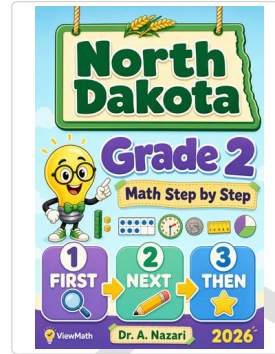 North
Dakota
Grade 2
Math Step by Step
1
FIRST
2
NEXT
3
THEN
ViewMath
Dr. A. Nazari
2026